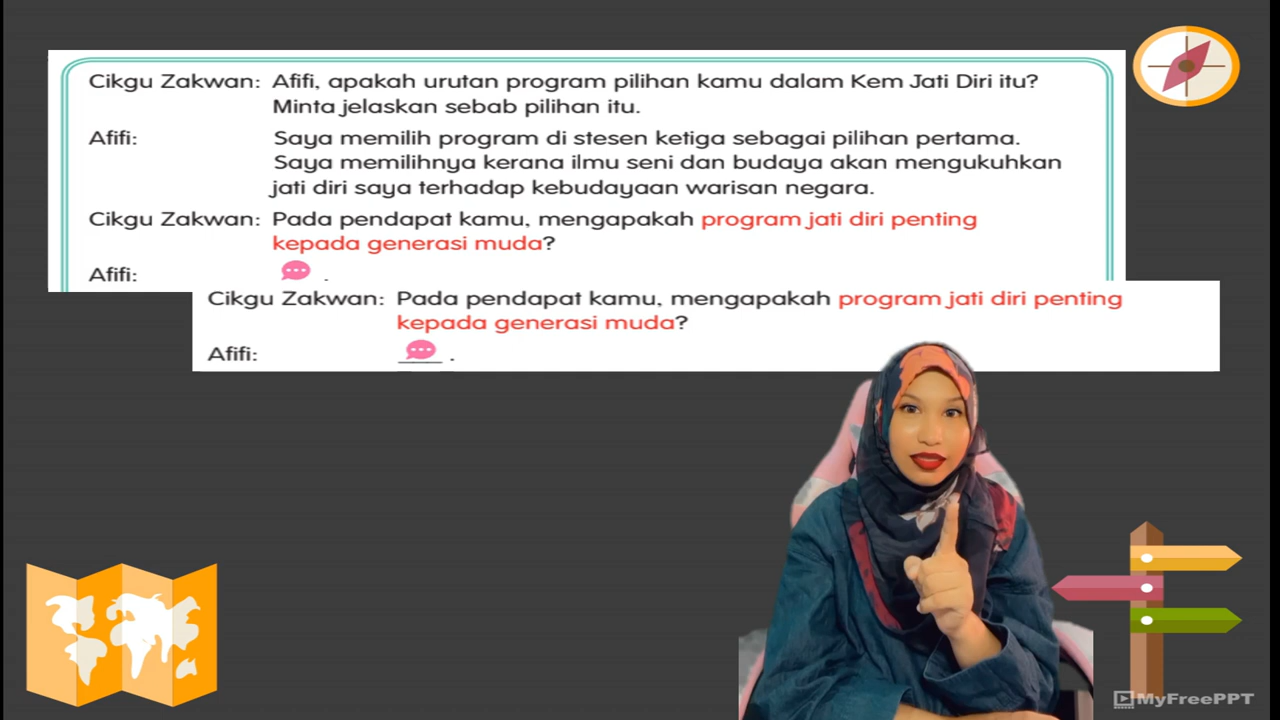 Cikgu Zakwan: Afifi, apakah urutan program pilihan kamu dalam Kem Jati Diri itu?
Minta jelaskan sebab pilihan itu.
Afifi: Saya memilih program di stesen ketiga sebagai pilihan pertama.
Saya memilihnya kerana ilmu seni dan budaya akan mengukuhkan
jati diri saya terhadap kebudayaan warisan negara.
Cikgu Zakwan: Pada pendapat kamu, mengapakah program jati diri penting
kepada generasi muda?
Afifi: .
Cikgu Zakwan: Pada pendapat kamu, mengapakah program jati diri penting
kepada generasi muda?
Afifi: ____ .
MyFreePPT